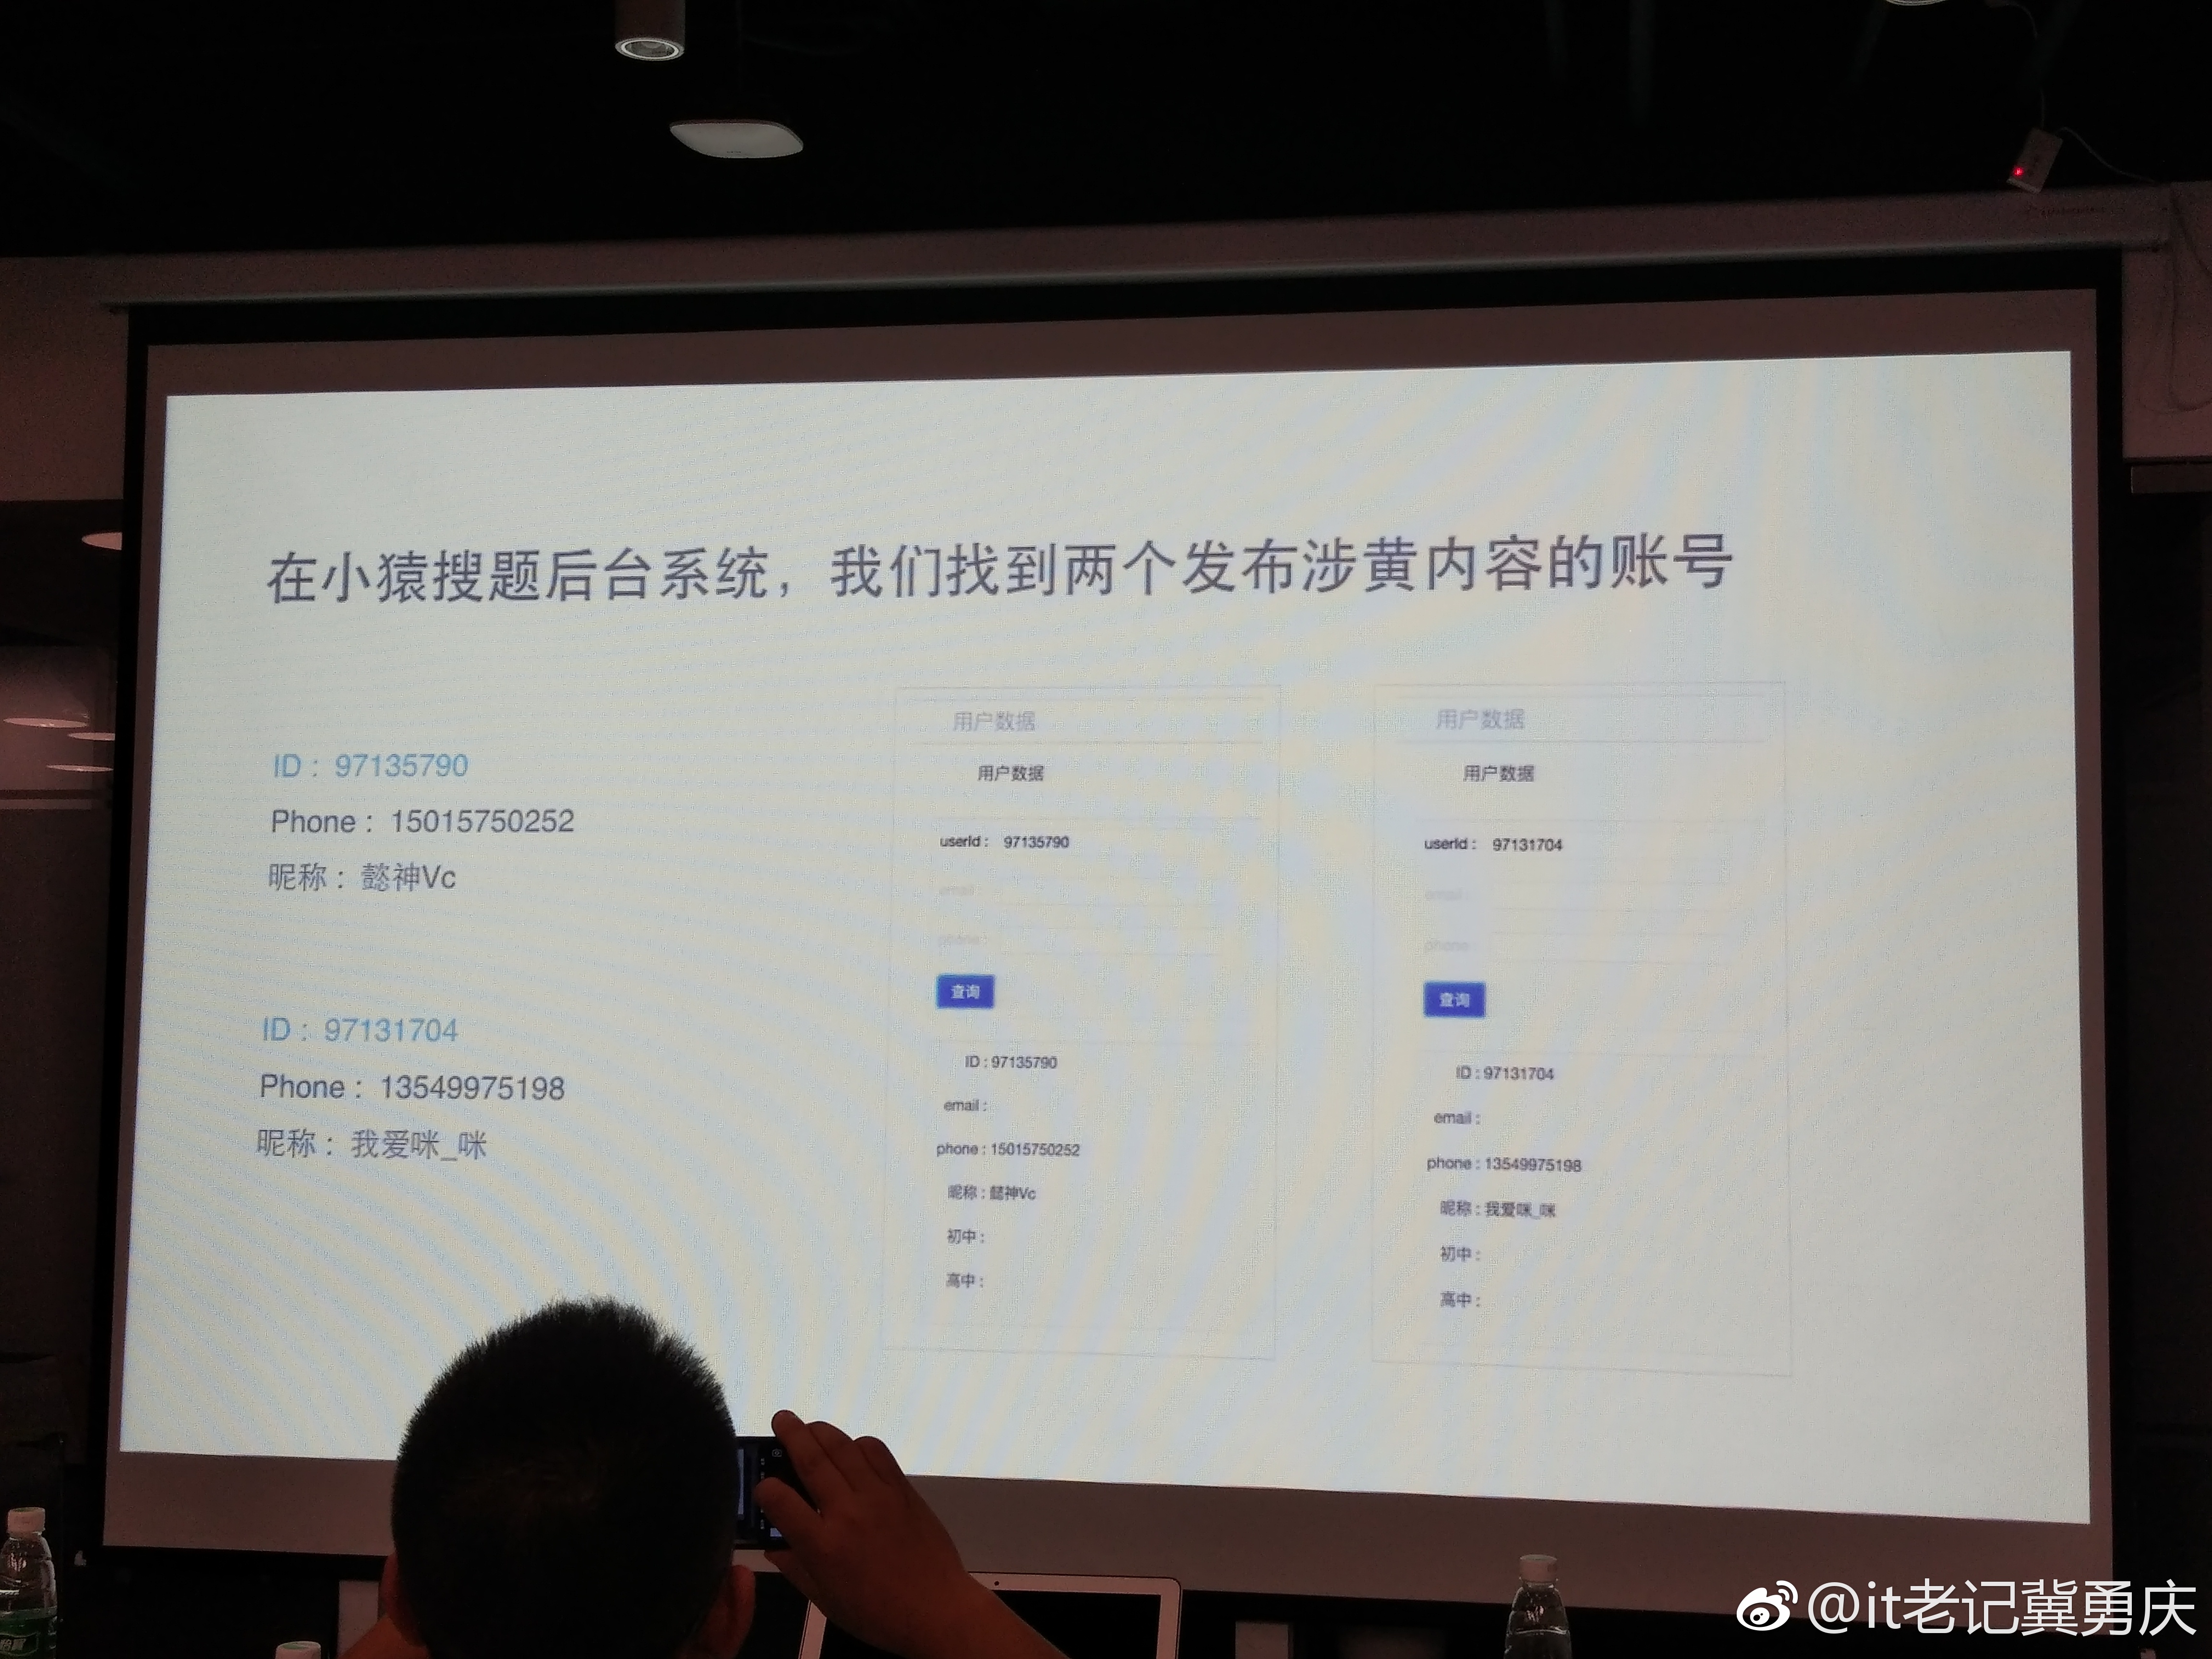 在小猿搜题后台系统，我们找到两个发布涉黄内容的账号
ID： 97135790
Phone： 15015750252
昵称： 懿神Vc
ID： 97131704
Phone： 13549975198
昵称： 我爱咪_咪
用户数据
用户数据
userId： 97135790
email：
phone：
查询
ID : 97135790
email :
phone : 15015750252
昵称 : 懿神Vc
初中 :
高中 :
用户数据
用户数据
userId： 97131704
email：
phone：
查询
ID : 97131704
email :
phone : 13549975198
昵称 : 我爱咪_咪
初中 :
高中 :
@it老记冀勇庆